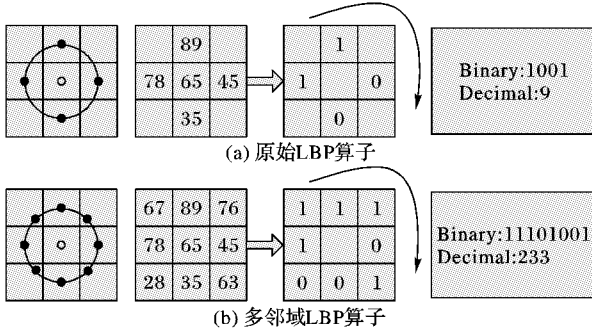 89 1
78 65 45 1 0
35 0
Binary:1001
Decimal:9
(a) 原始LBP算子
67 89 76 1 1 1
78 65 45 1 0
28 35 63 0 0 1
Binary:11101001
Decimal:233
(b) 多邻域LBP算子